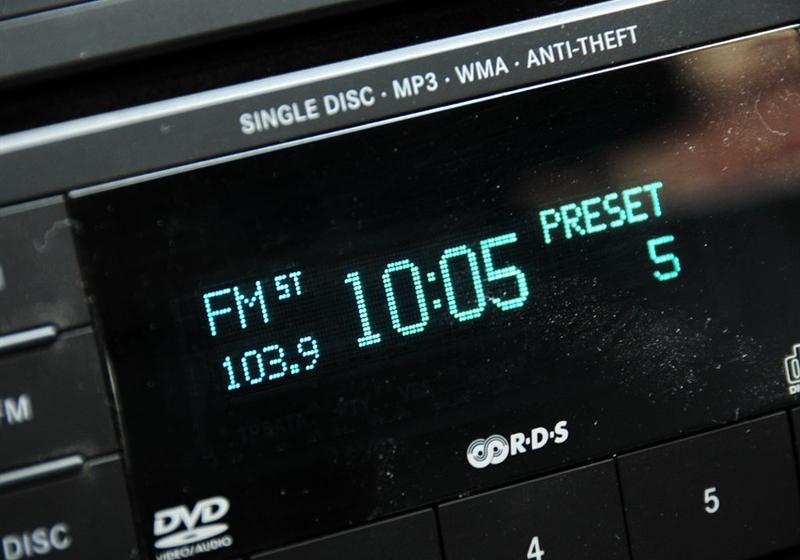 SINGLE DISC · MP3 · WMA · ANTI-THEFT
PRESET
FM ST 10:05 5
103.9
FM
R·D·S
DVD
VIDEO/AUDIO
5
DISC
4